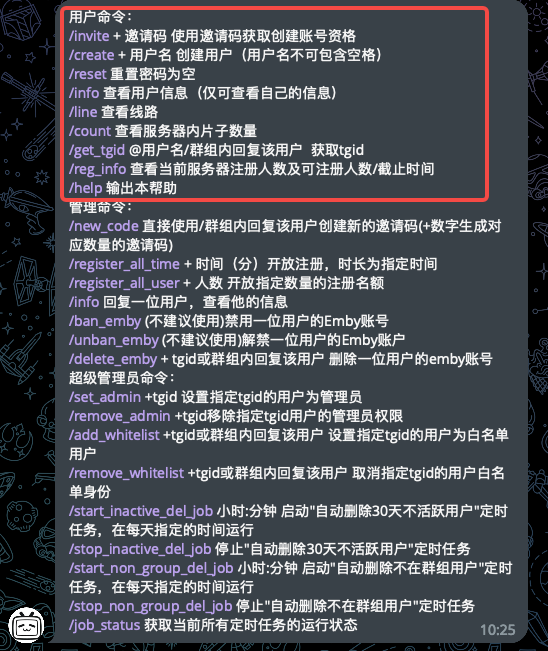 用户命令：
/invite + 邀请码 使用邀请码获取创建账号资格
/create + 用户名 创建用户（用户名不可包含空格）
/reset 重置密码为空
/info 查看用户信息（仅可查看自己的信息）
/line 查看线路
/count 查看服务器内片子数量
/get_tgid @用户名/群组内回复该用户 获取tgid
/reg_info 查看当前服务器注册人数及可注册人数/截止时间
/help 输出本帮助
管理命令：
/new_code 直接使用/群组内回复该用户创建新的邀请码(+数字生成对
应数量的邀请码)
/register_all_time + 时间（分）开放注册，时长为指定时间
/register_all_user + 人数 开放指定数量的注册名额
/info 回复一位用户，查看他的信息
/ban_emby (不建议使用)禁用一位用户的Emby账号
/unban_emby (不建议使用)解禁一位用户的Emby账户
/delete_emby + tgid或群组内回复该用户 删除一位用户的emby账号
超级管理员命令：
/set_admin +tgid 设置指定tgid的用户为管理员
/remove_admin +tgid移除指定tgid用户的管理员权限
/add_whitelist +tgid或群组内回复该用户 设置指定tgid的用户为白名单
用户
/remove_whitelist +tgid或群组内回复该用户 取消指定tgid的用户白名
单身份
/start_inactive_del_job 小时:分钟 启动"自动删除30天不活跃用户"定时
任务，在每天指定的时间运行
/stop_inactive_del_job 停止"自动删除30天不活跃用户"定时任务
/start_non_group_del_job 小时:分钟 启动"自动删除不在群组用户"定时
任务，在每天指定的时间运行
/stop_non_group_del_job 停止"自动删除不在群组用户"定时任务
/job_status 获取当前所有定时任务的运行状态
10:25